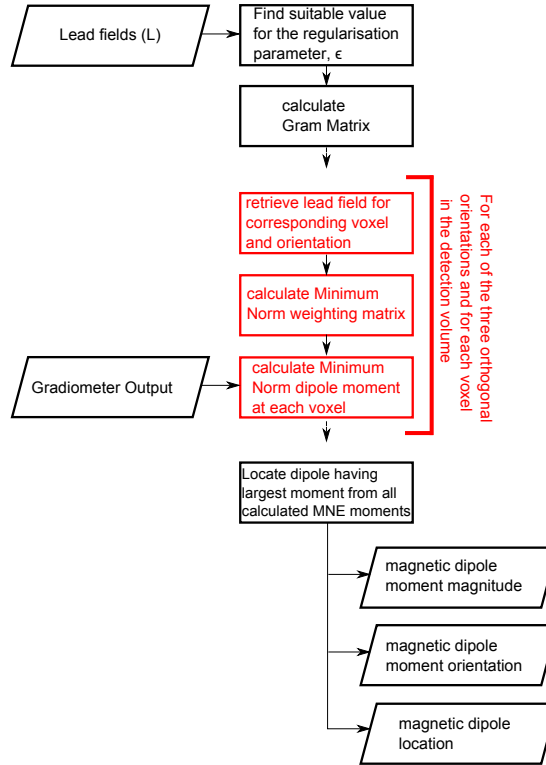 Lead fields (L)
Find suitable value
for the regularisation
parameter, ϵ
calculate
Gram Matrix
retrieve lead field for
corresponding voxel
and orientation
calculate Minimum
Norm weighting matrix
Gradiometer Output
calculate Minimum
Norm dipole moment
at each voxel
For each of the three orthogonal
orientations and for each voxel
in the detection volume
Locate dipole having
largest moment from all
calculated MNE moments
magnetic dipole
moment magnitude
magnetic dipole
moment orientation
magnetic dipole
location